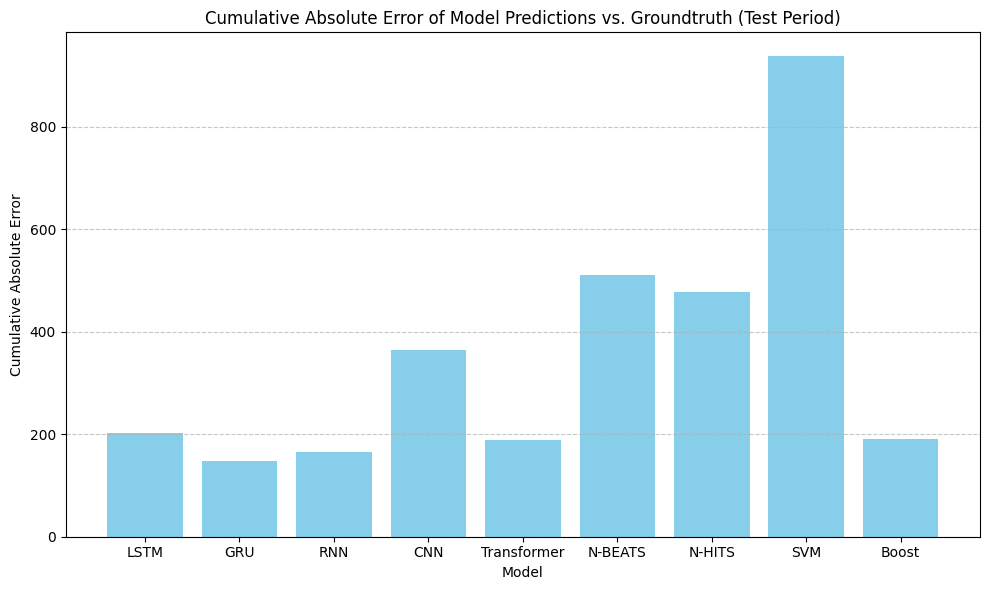 Cumulative Absolute Error of Model Predictions vs. Groundtruth (Test Period)
Cumulative Absolute Error
800
600
400
200
0
LSTM GRU RNN CNN Transformer N-BEATS N-HITS SVM Boost
Model